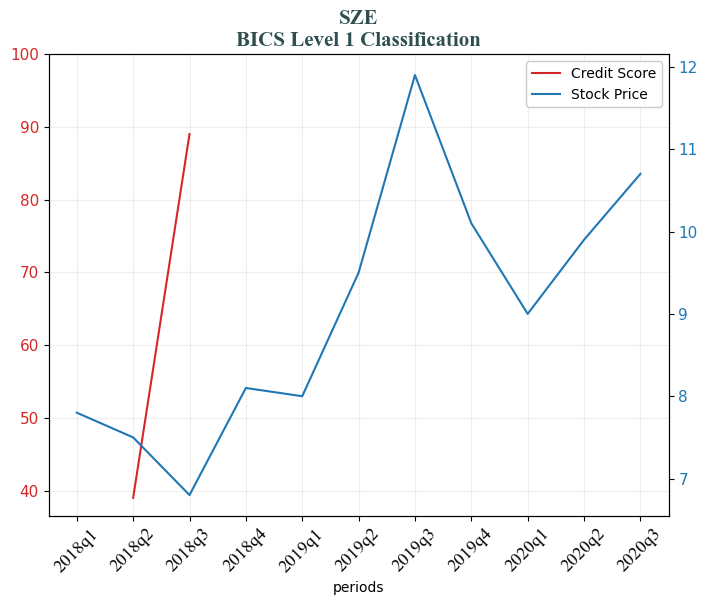 SZE
BICS Level 1 Classification
100
90
80
70
60
50
40
12
11
10
9
8
7
Credit Score
Stock Price
2018q1
2018q2
2018q3
2018q4
2019q1
2019q2
2019q3
2019q4
2020q1
2020q2
2020q3
periods